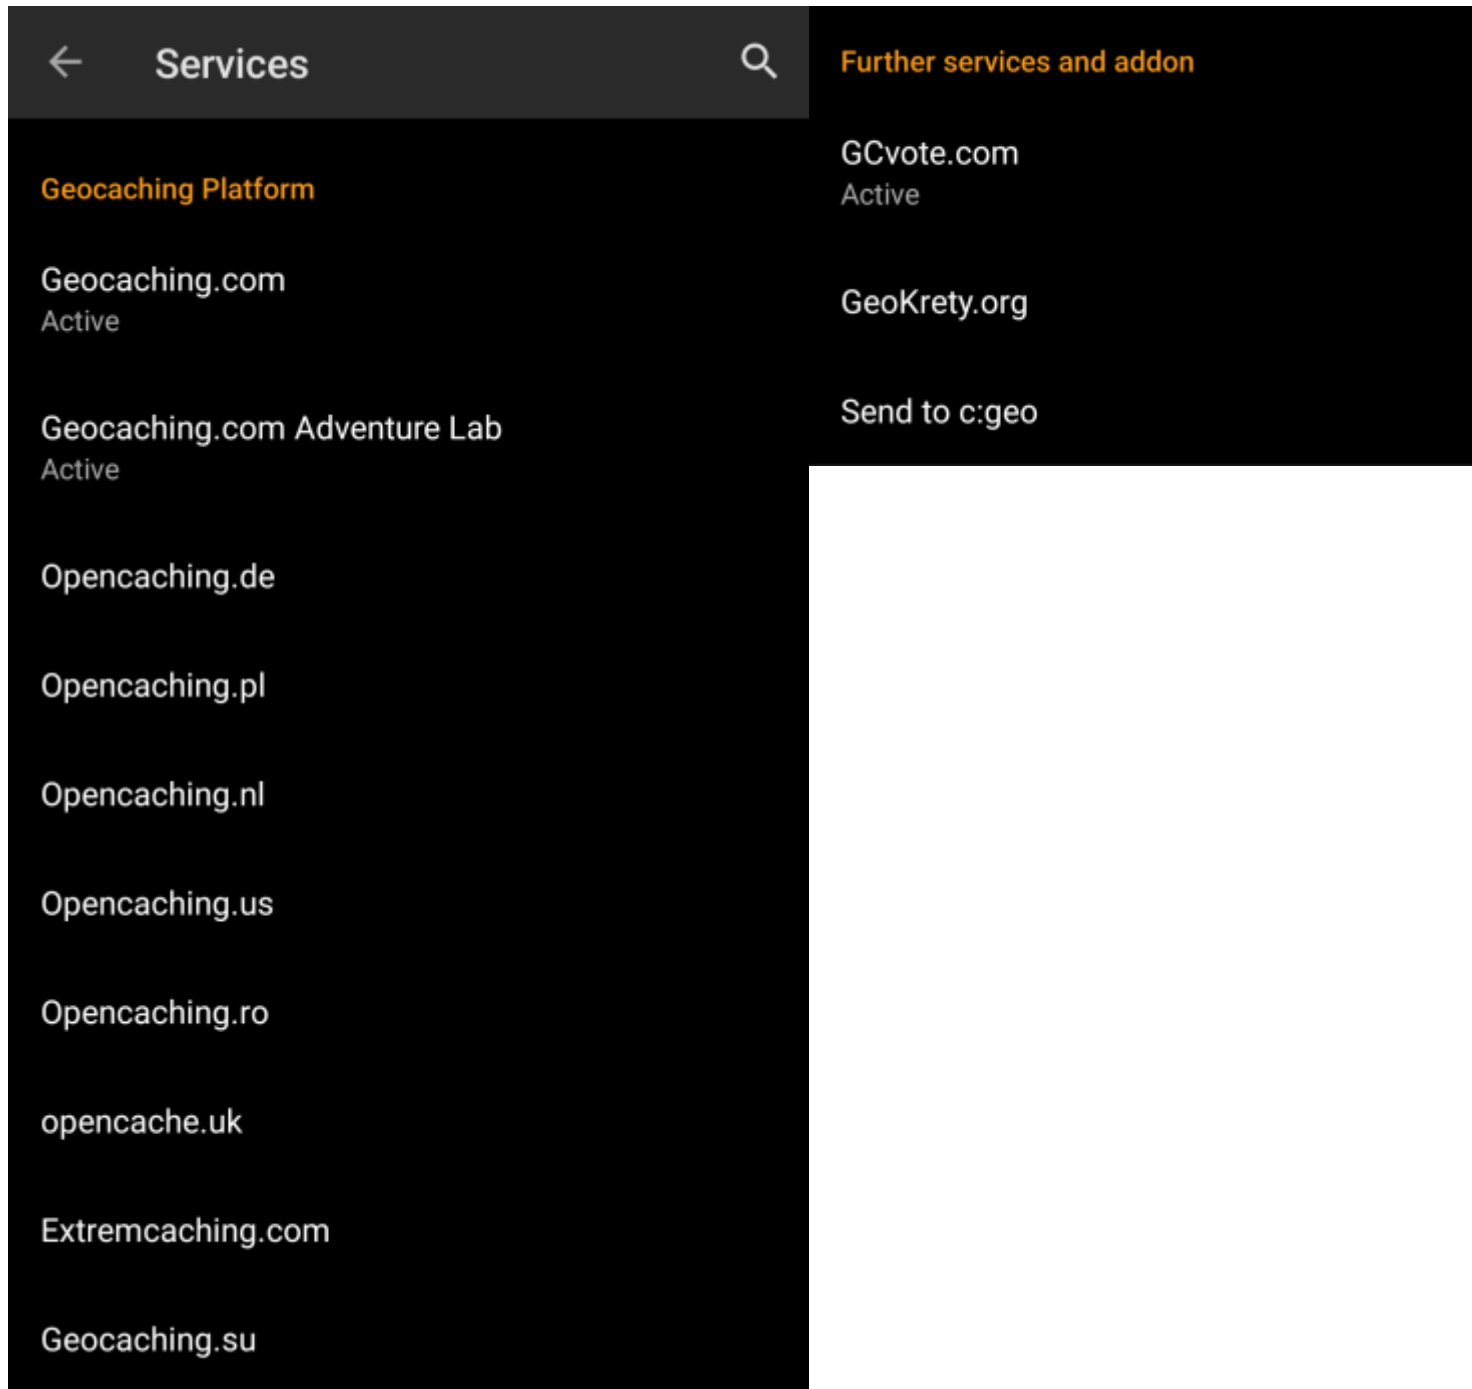 Services
Geocaching Platform
Geocaching.com
Active
Geocaching.com Adventure Lab
Active
Opencaching.de
Opencaching.pl
Opencaching.nl
Opencaching.us
Opencaching.ro
opencache.uk
Extremcaching.com
Geocaching.su
Further services and addon
GCvote.com
Active
GeoKrety.org
Send to c:geo